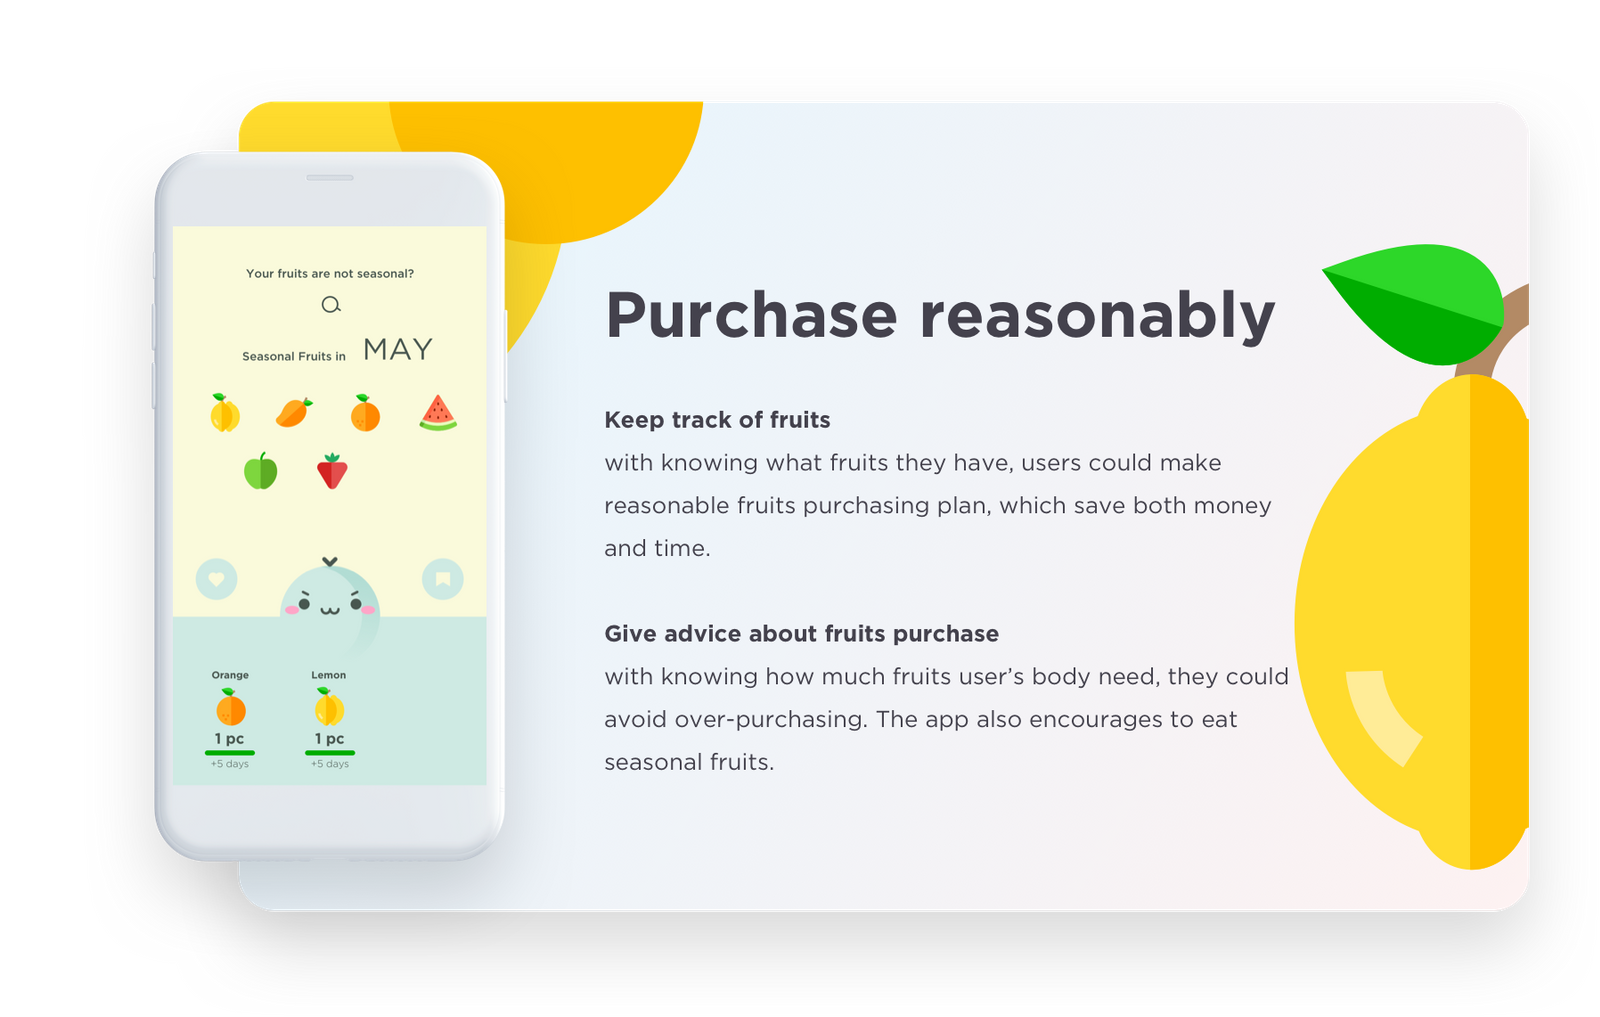 Your fruits are not seasonal?
Seasonal Fruits in MAY
Orange Lemon
1 pc 1 pc
+5 days +5 days
Purchase reasonably
Keep track of fruits
with knowing what fruits they have, users could make
reasonable fruits purchasing plan, which save both money
and time.
Give advice about fruits purchase
with knowing how much fruits user’s body need, they could
avoid over-purchasing. The app also encourages to eat
seasonal fruits.